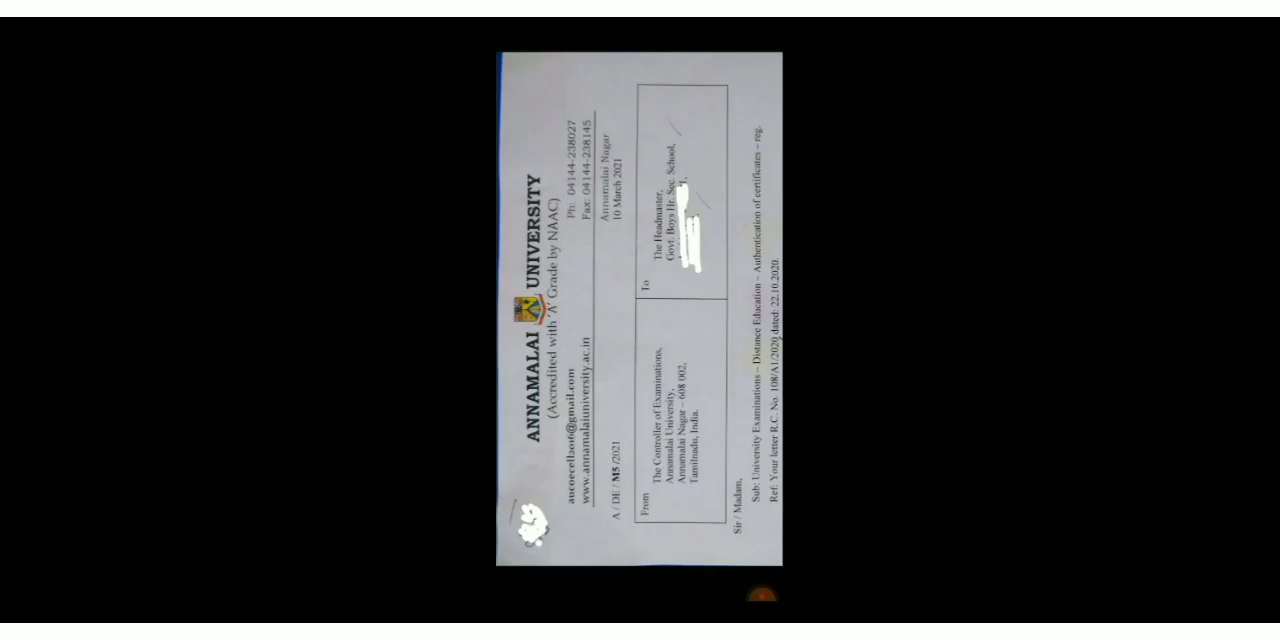 ANNAMALAI UNIVERSITY
(Accredited with 'A' Grade by NAAC)
aucoecell2016@gmail.com Ph: 04144-238027
www.annamalaiuniversity.ac.in Fax: 04144-238145
Annamalai Nagar
A / DE / M5 /2021 10 March 2021
From
The Controller of Examinations,
Annamalai University,
Annamalai Nagar – 608 002,
Tamilnadu, India.
To
The Headmaster,
Govt. Boys Hr. Sec. School,
Sir / Madam,
Sub: University Examinations – Distance Education – Authentication of certificates – reg.
Ref: Your letter R.C. No. 108/A1/2020 dated: 22.10.2020.